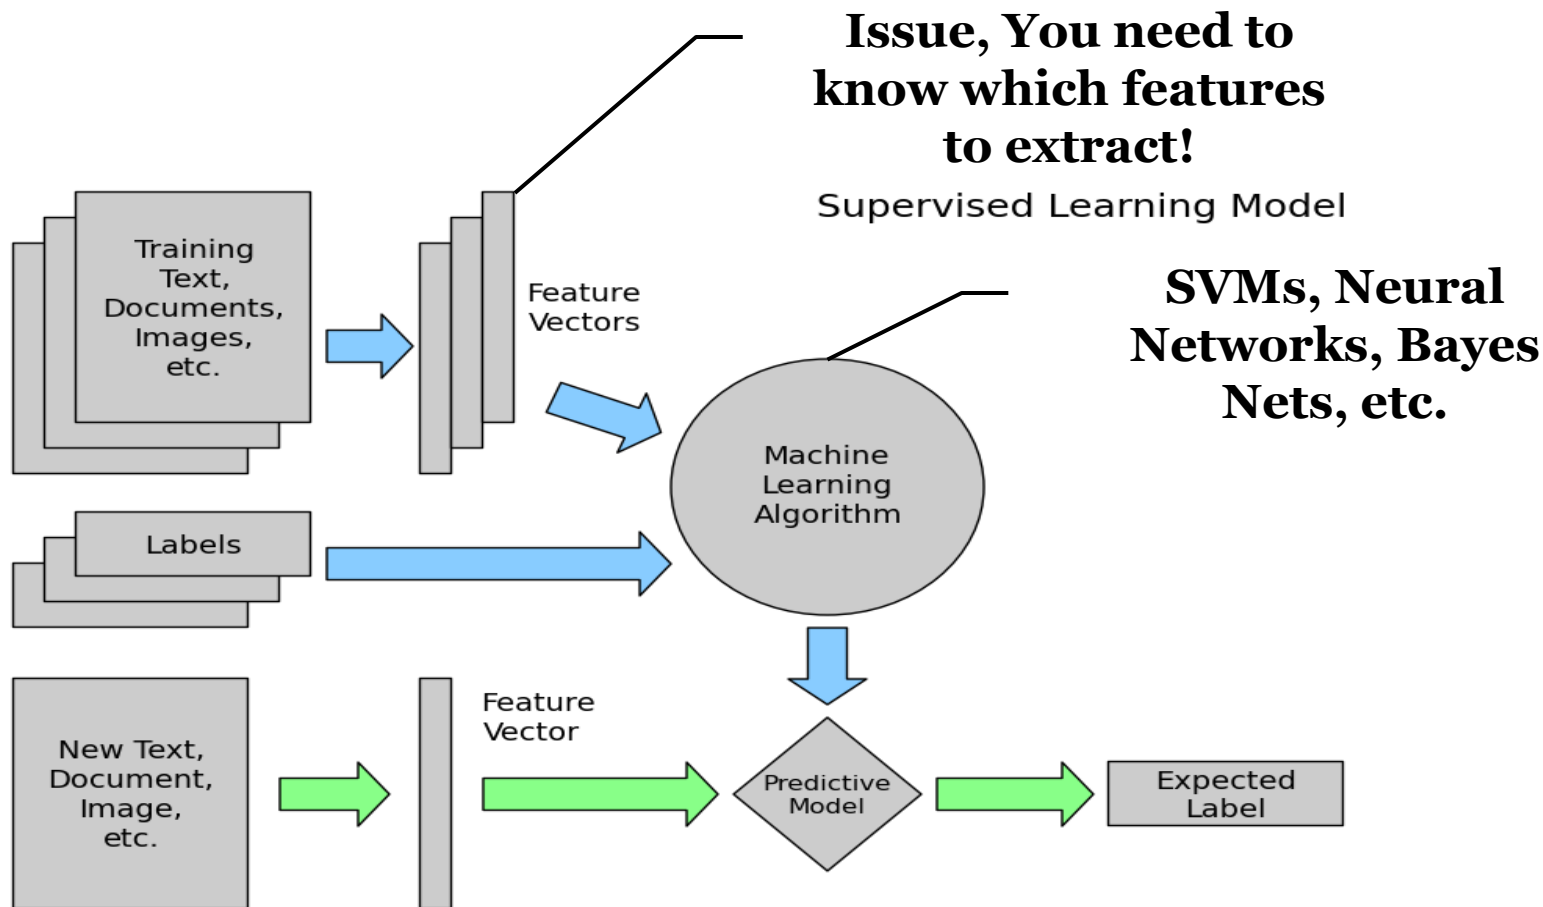 Issue, You need to
know which features
to extract!
Supervised Learning Model
Training
Text,
Documents,
Images,
etc.
Feature
Vectors
SVMs, Neural
Networks, Bayes
Nets, etc.
Machine
Learning
Algorithm
Labels
New Text,
Document,
Image,
etc.
Feature
Vector
Predictive
Model
Expected
Label